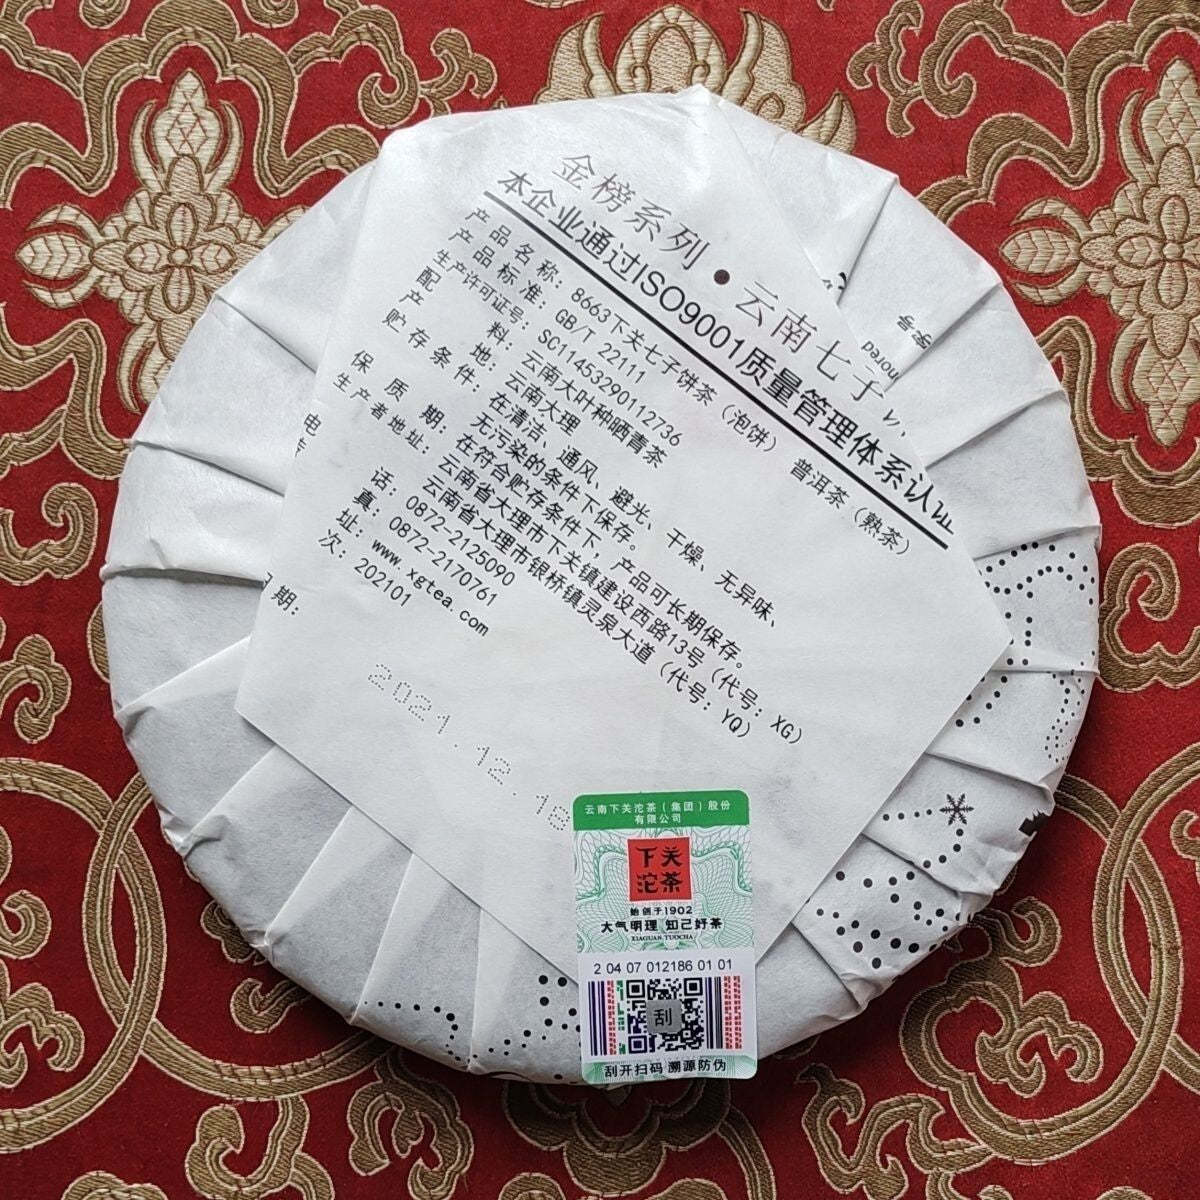 金榜系列•云南七子
本企业通过ISO9001质量管理体系认证
产品名称：8663下关七子饼茶（泡饼） 普洱茶（熟茶）
产品标准：GB/T 22111
生产许可证号：SC11453290112736
配料：云南大叶种晒青茶
产地：云南大理
贮存条件：在清洁、通风、避光、干燥、无异味、
无污染的条件下保存。
保质期：在符合贮存条件下，产品可长期保存。
生产者地址：云南省大理市下关镇建设西路13号（代号：XG）
云南省大理市银桥镇灵泉大道（代号：YQ）
电话：0872-2125090
真：0872-2170761
址：www.xgtea.com
次：202101
期：
2021.12.18
nored
云南下关沱茶（集团）股份
有限公司
下关
沱茶
始创于1902
大气明理 知己好茶
XIAGUAN TUOCHA
2 04 07 012186 01 01
刮
刮开扫码 溯源防伪